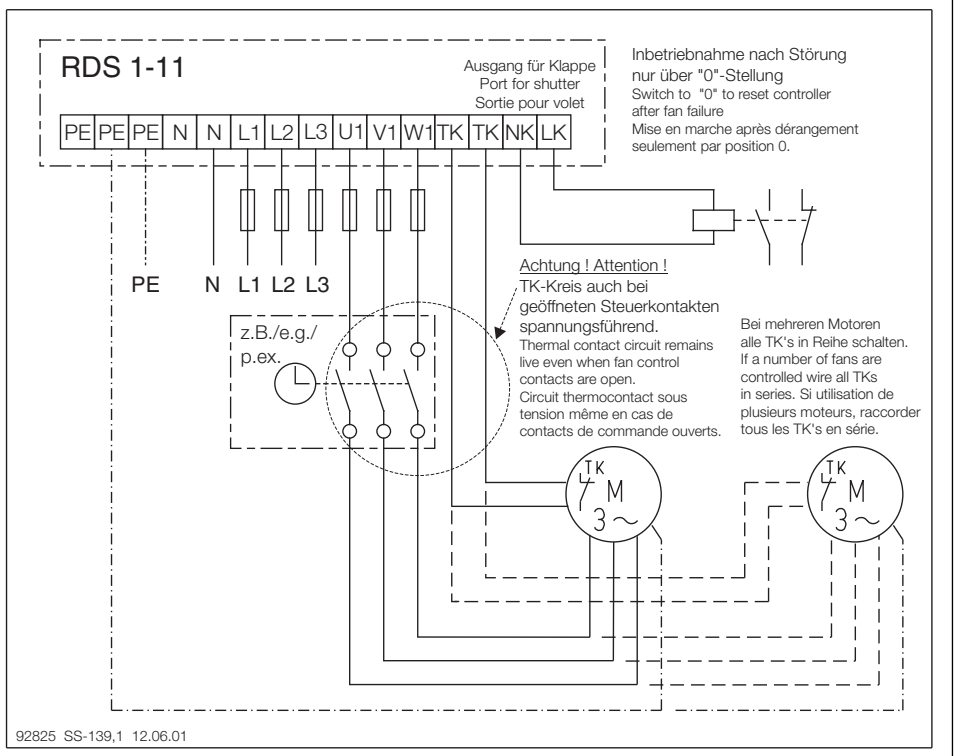 RDS 1-11
Ausgang für Klappe
Port for shutter
Sortie pour volet
PE PE PE N N L1 L2 L3 U1 V1 W1 TK TK NK LK
Inbetriebnahme nach Störung
nur über "0"-Stellung
Switch to "0" to reset controller
after fan failure
Mise en marche après dérangement
seulement par position 0.
PE N L1 L2 L3
Achtung ! Attention !
TK-Kreis auch bei
geöffneten Steuerkontakten
spannungsführend.
Thermal contact circuit remains
live even when fan control
contacts are open.
Circuit thermocontact sous
tension même en cas de
contacts de commande ouverts.
z.B./e.g./
p.ex.
Bei mehreren Motoren
alle TK's in Reihe schalten.
If a number of fans are
controlled wire all TKs
in series. Si utilisation de
plusieurs moteurs, raccorder
tous les TK's en série.
TK
M
3 ~
TK
M
3 ~
92825 SS-139,1 12.06.01